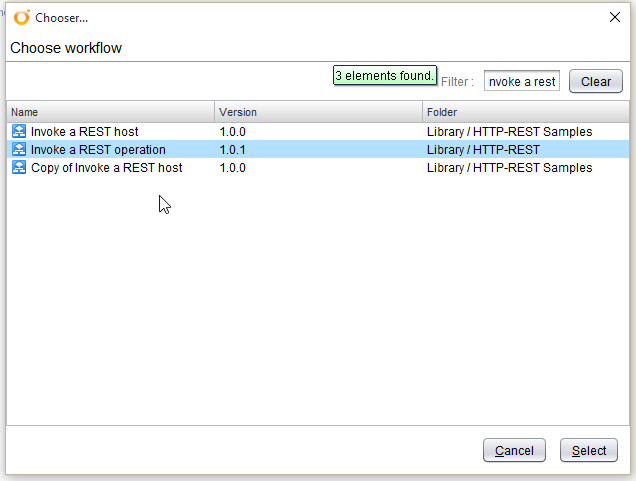 Chooser...
Choose workflow
3 elements found. Filter : nvoke a rest Clear
Name Version Folder
Invoke a REST host 1.0.0 Library / HTTP-REST Samples
Invoke a REST operation 1.0.1 Library / HTTP-REST
Copy of Invoke a REST host 1.0.0 Library / HTTP-REST Samples
Cancel Select